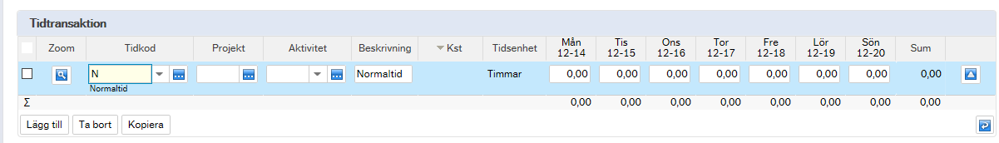 Tidtransaktion
Zoom Tidkod Projekt Aktivitet Beskrivning Kst Tidsenhet Mån 12-14 Tis 12-15 Ons 12-16 Tor 12-17 Fre 12-18 Lör 12-19 Sön 12-20 Sum
N Normaltid Timmar 0,00 0,00 0,00 0,00 0,00 0,00 0,00 0,00
Normaltid
Σ 0,00 0,00 0,00 0,00 0,00 0,00 0,00 0,00
Lägg till Ta bort Kopiera